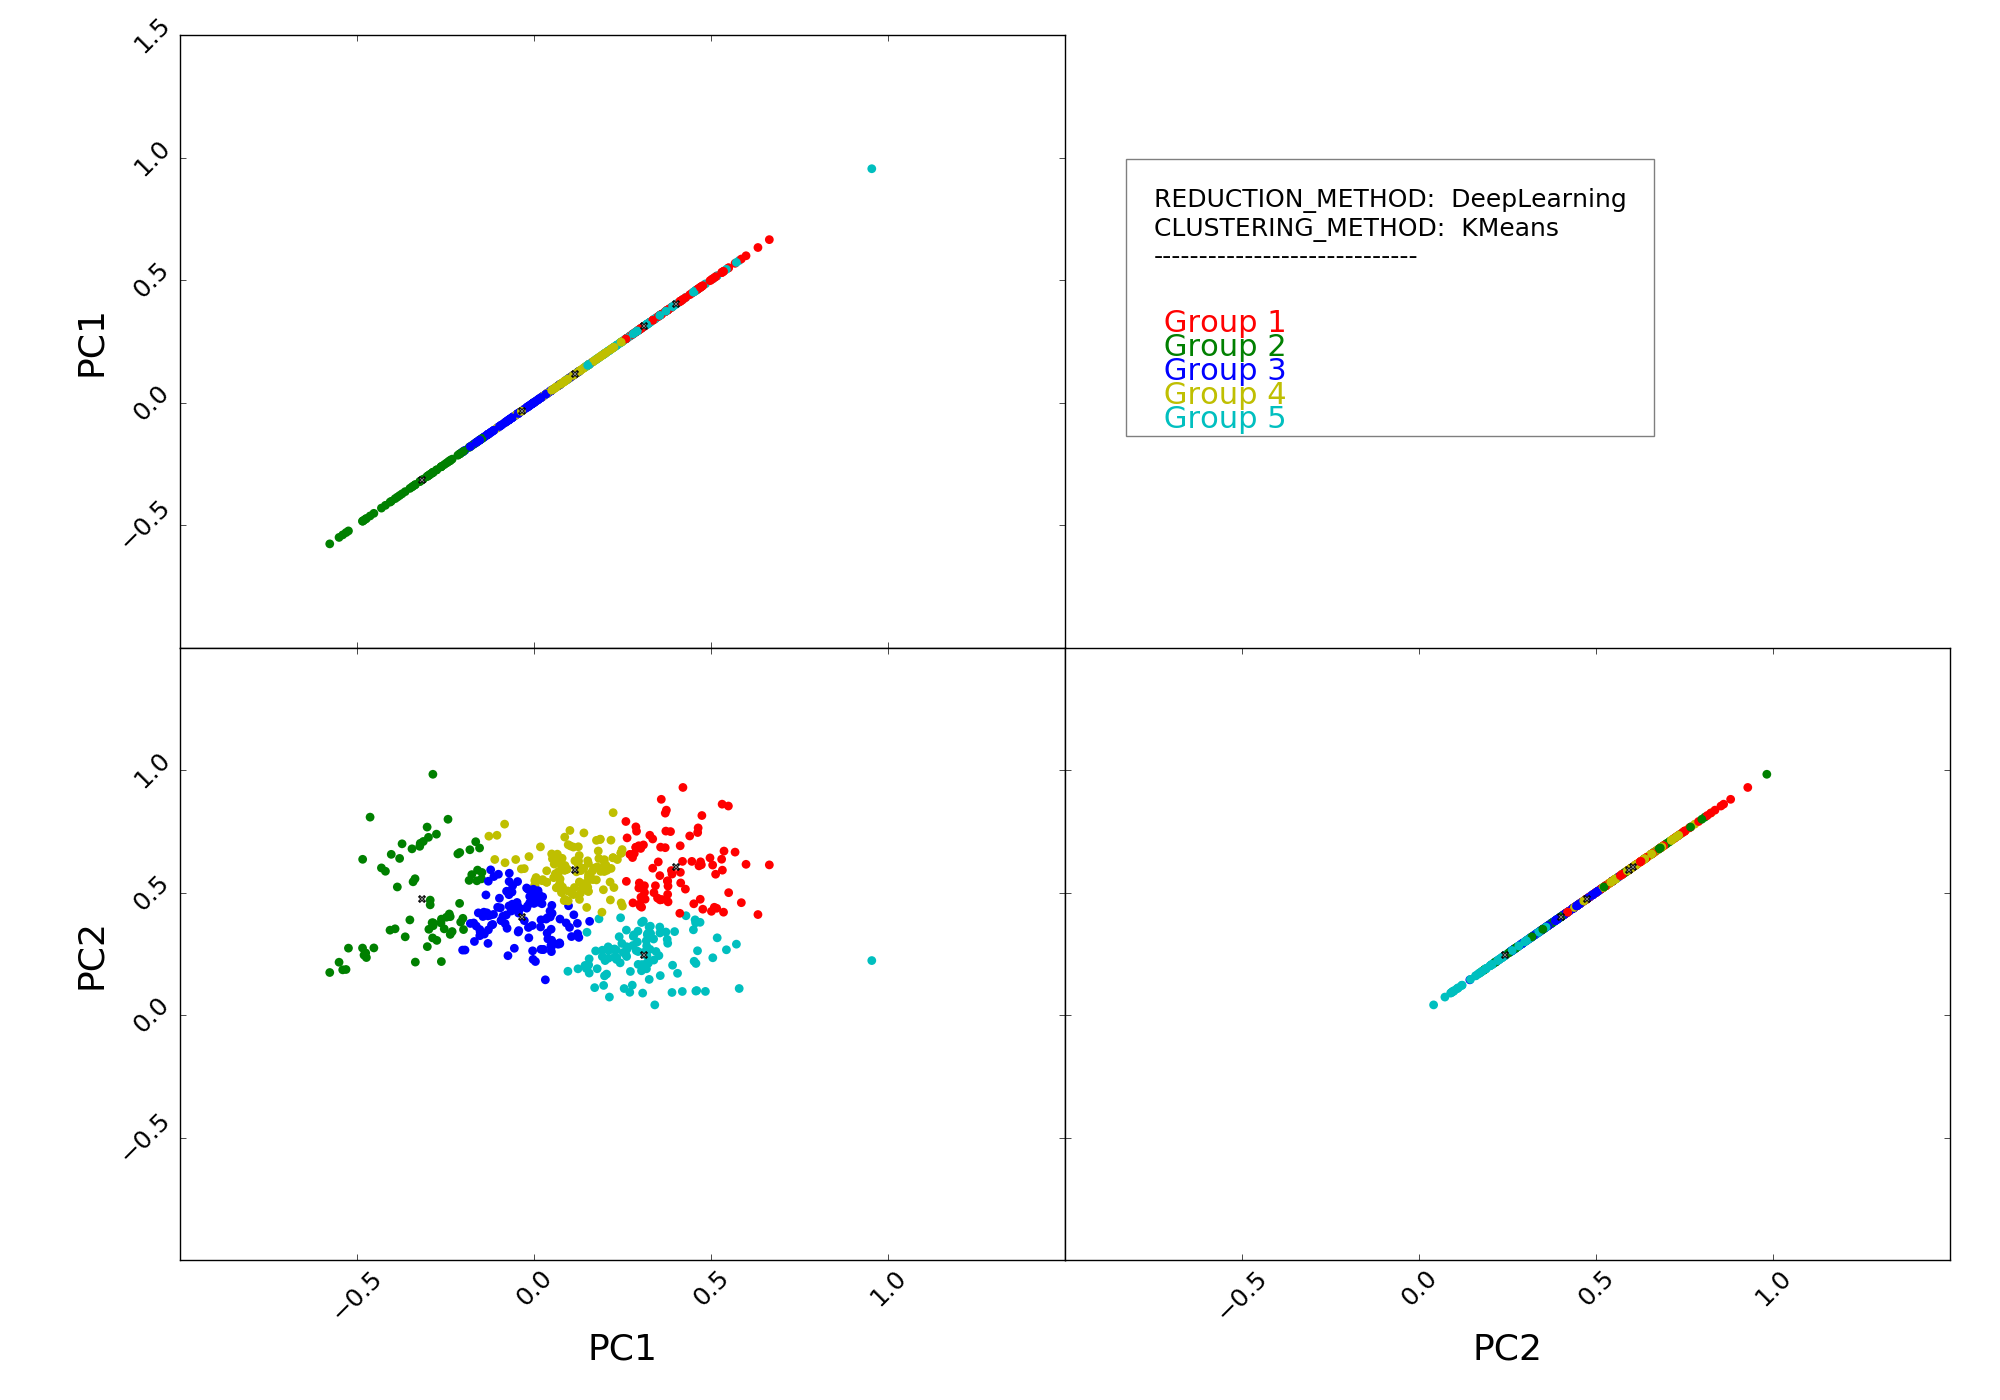 1.5
1.0
0.5
0.0
−0.5
PC1
REDUCTION_METHOD:  DeepLearning
CLUSTERING_METHOD:  KMeans
-----------------------------
Group 1
Group 2
Group 3
Group 4
Group 5
1.0
0.5
0.0
−0.5
PC2
−0.5 0.0 0.5 1.0
−0.5 0.0 0.5 1.0
PC1
PC2